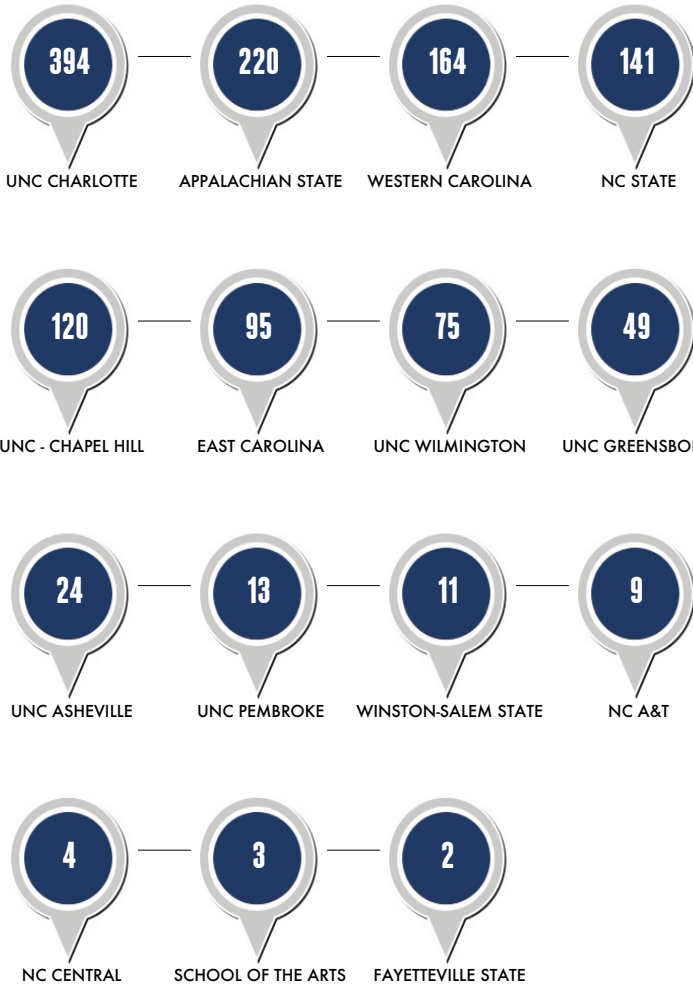 394 220 164 141
UNC CHARLOTTE APPALACHIAN STATE WESTERN CAROLINA NC STATE
120 95 75 49
UNC - CHAPEL HILL EAST CAROLINA UNC WILMINGTON UNC GREENSBO
24 13 11 9
UNC ASHEVILLE UNC PEMBROKE WINSTON-SALEM STATE NC A&T
4 3 2
NC CENTRAL SCHOOL OF THE ARTS FAYETTEVILLE STATE